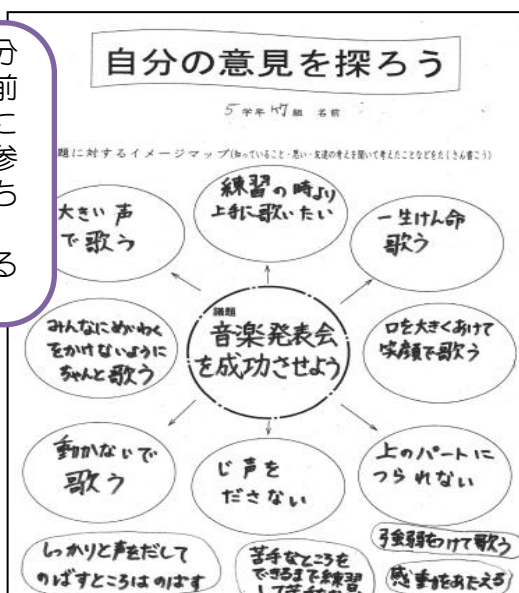 分
前
に
参
ち
る
自分の意見を探ろう
5 学年 組 名前
題に対するイメージマップ(知っていること・思い・友達の考えを聞いて考えたことなどをたくさん書こう)
大きい声
で歌う
練習の時より
上手に歌いたい
一生けん命
歌う
みんなにめいわく
をかけないように
ちゃんと歌う
議題
音楽発表会
を成功させよう
口を大きくあけて
笑顔で歌う
動かないで
歌う
じ声を
ださない
上のパートに
つられない
しっかりと声をだして
のばすところはのばす
苦手なところを
できるまで練習
強弱をつけて歌う
感動をあたえる